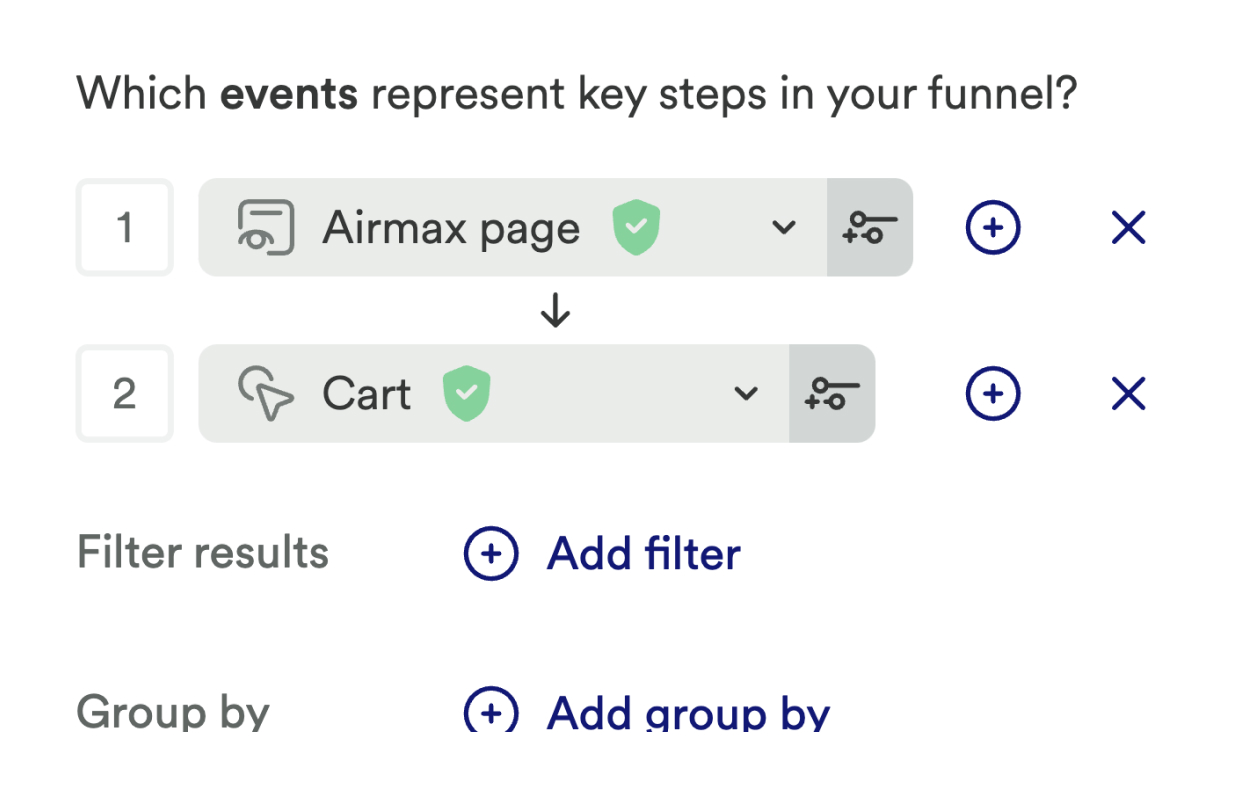 Which events represent key steps in your funnel?
1 Airmax page
2 Cart
Filter results Add filter
Group by Add group by